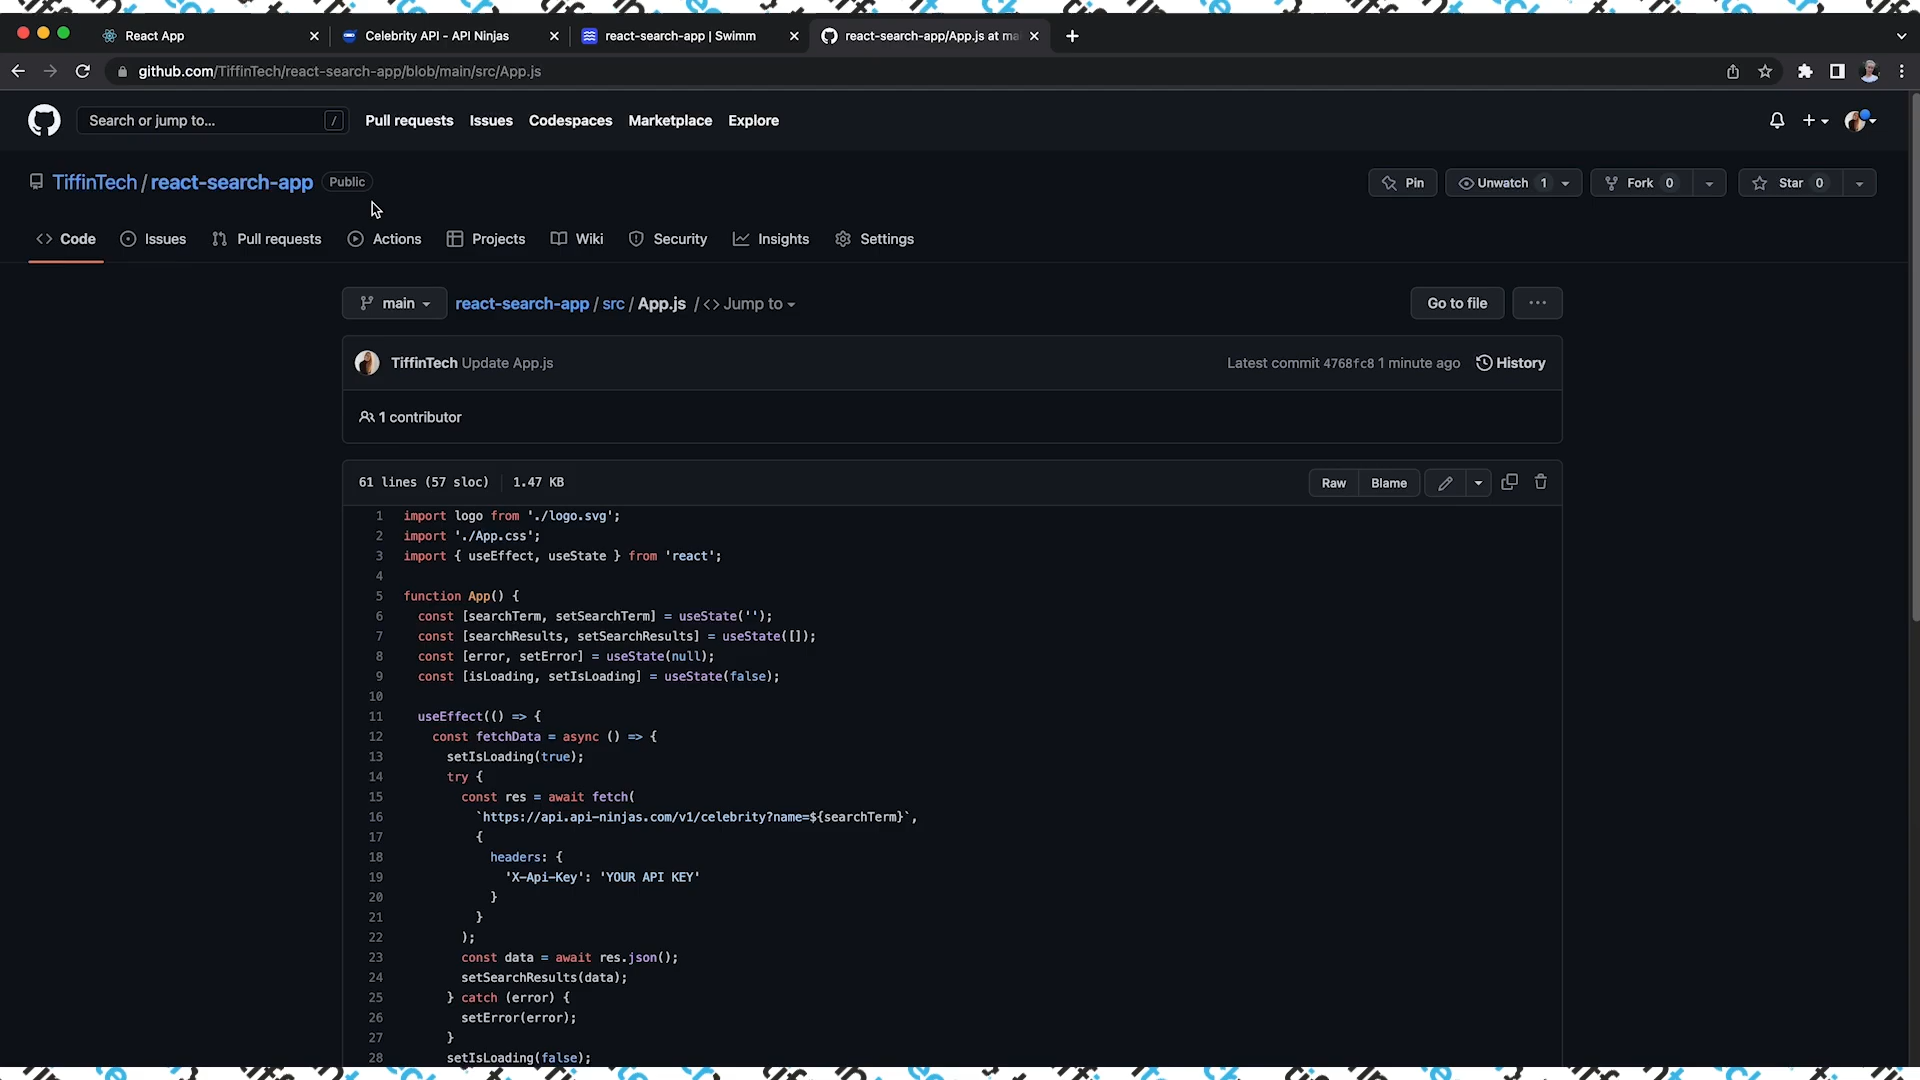 React App
Celebrity API - API Ninjas
react-search-app | Swimm
react-search-app/App.js at ma
github.com/TiffinTech/react-search-app/blob/main/src/App.js
Search or jump to...
/
Pull requests
Issues
Codespaces
Marketplace
Explore
TiffinTech / react-search-app
Public
Pin
Unwatch 1
Fork 0
Star 0
Code
Issues
Pull requests
Actions
Projects
Wiki
Security
Insights
Settings
main
react-search-app / src / App.js / <> Jump to
Go to file
...
TiffinTech Update App.js
Latest commit 4768fc8 1 minute ago
History
1 contributor
61 lines (57 sloc) 1.47 KB
Raw
Blame
1 import logo from './logo.svg';
2 import './App.css';
3 import { useEffect, useState } from 'react';
4
5 function App() {
6 const [searchTerm, setSearchTerm] = useState('');
7 const [searchResults, setSearchResults] = useState([]);
8 const [error, setError] = useState(null);
9 const [isLoading, setIsLoading] = useState(false);
10
11 useEffect(() => {
12 const fetchData = async () => {
13 setIsLoading(true);
14 try {
15 const res = await fetch(
16 `https://api.api-ninjas.com/v1/celebrity?name=${searchTerm}`,
17 {
18 headers: {
19 'X-Api-Key': 'YOUR API KEY'
20 }
21 }
22 );
23 const data = await res.json();
24 setSearchResults(data);
25 } catch (error) {
26 setError(error);
27 }
28 setIsLoading(false);